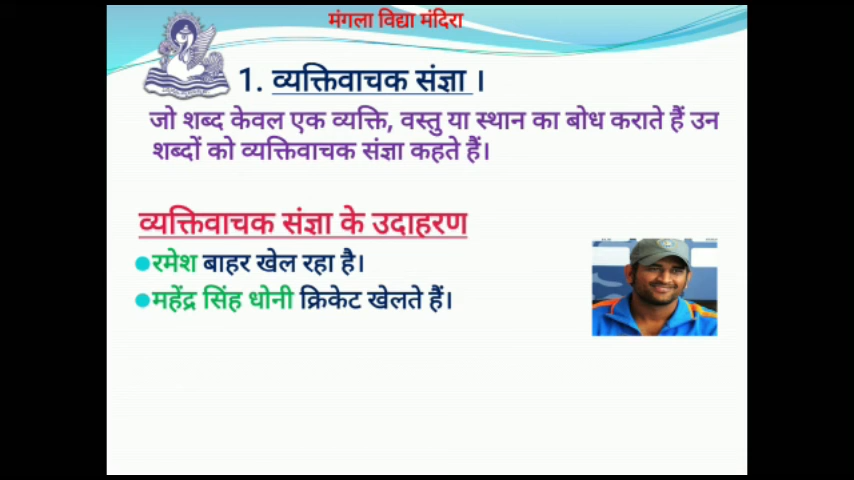 मंगला विद्या मंदिरा
1. व्यक्तिवाचक संज्ञा ।
जो शब्द केवल एक व्यक्ति, वस्तु या स्थान का बोध कराते हैं उन
शब्दों को व्यक्तिवाचक संज्ञा कहते हैं।
व्यक्तिवाचक संज्ञा के उदाहरण
रमेश बाहर खेल रहा है।
महेंद्र सिंह धोनी क्रिकेट खेलते हैं।